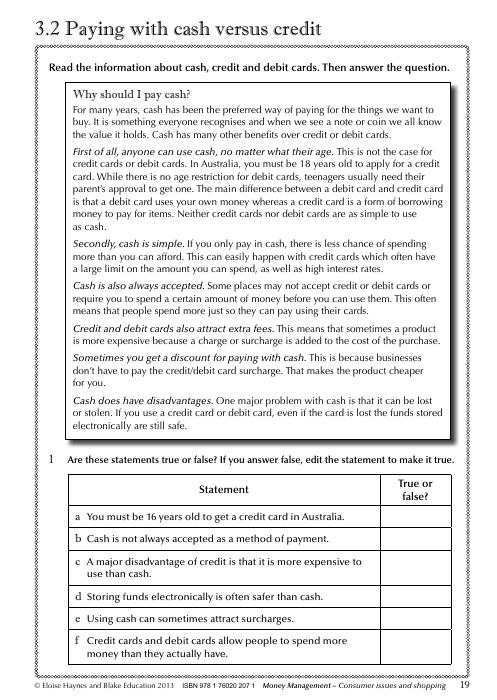 3.2 Paying with cash versus credit
Read the information about cash, credit and debit cards. Then answer the question.
Why should I pay cash?
For many years, cash has been the preferred way of paying for the things we want to
buy. It is something everyone recognises and when we see a note or coin we all know
the value it holds. Cash has many other benefits over credit or debit cards.
First of all, anyone can use cash, no matter what their age. This is not the case for
credit cards or debit cards. In Australia, you must be 18 years old to apply for a credit
card. While there is no age restriction for debit cards, teenagers usually need their
parent's approval to get one. The main difference between a debit card and credit card
is that a debit card uses your own money whereas a credit card is a form of borrowing
money to pay for items. Neither credit cards nor debit cards are as simple to use
as cash.
Secondly, cash is simple. If you only pay in cash, there is less chance of spending
more than you can afford. This can easily happen with credit cards which often have
a large limit on the amount you can spend, as well as high interest rates.
Cash is also always accepted. Some places may not accept credit or debit cards or
require you to spend a certain amount of money before you can use them. This often
means that people spend more just so they can pay using their cards.
Credit and debit cards also attract extra fees. This means that sometimes a product
is more expensive because a charge or surcharge is added to the cost of the purchase.
Sometimes you get a discount for paying with cash. This is because businesses
don't have to pay the credit/debit card surcharge. That makes the product cheaper
for you.
Cash does have disadvantages. One major problem with cash is that it can be lost
or stolen. If you use a credit card or debit card, even if the card is lost the funds stored
electronically are still safe.
1 Are these statements true or false? If you answer false, edit the statement to make it true.
Statement
True or
false?
a You must be 16 years old to get a credit card in Australia.
b Cash is not always accepted as a method of payment.
c A major disadvantage of credit is that it is more expensive to
use than cash.
d Storing funds electronically is often safer than cash.
e Using cash can sometimes attract surcharges.
f Credit cards and debit cards allow people to spend more
money than they actually have.
© Eloise Haynes and Blake Education 2013 ISBN 978 1 76020 207 1 Money Management – Consumer issues and shopping 19